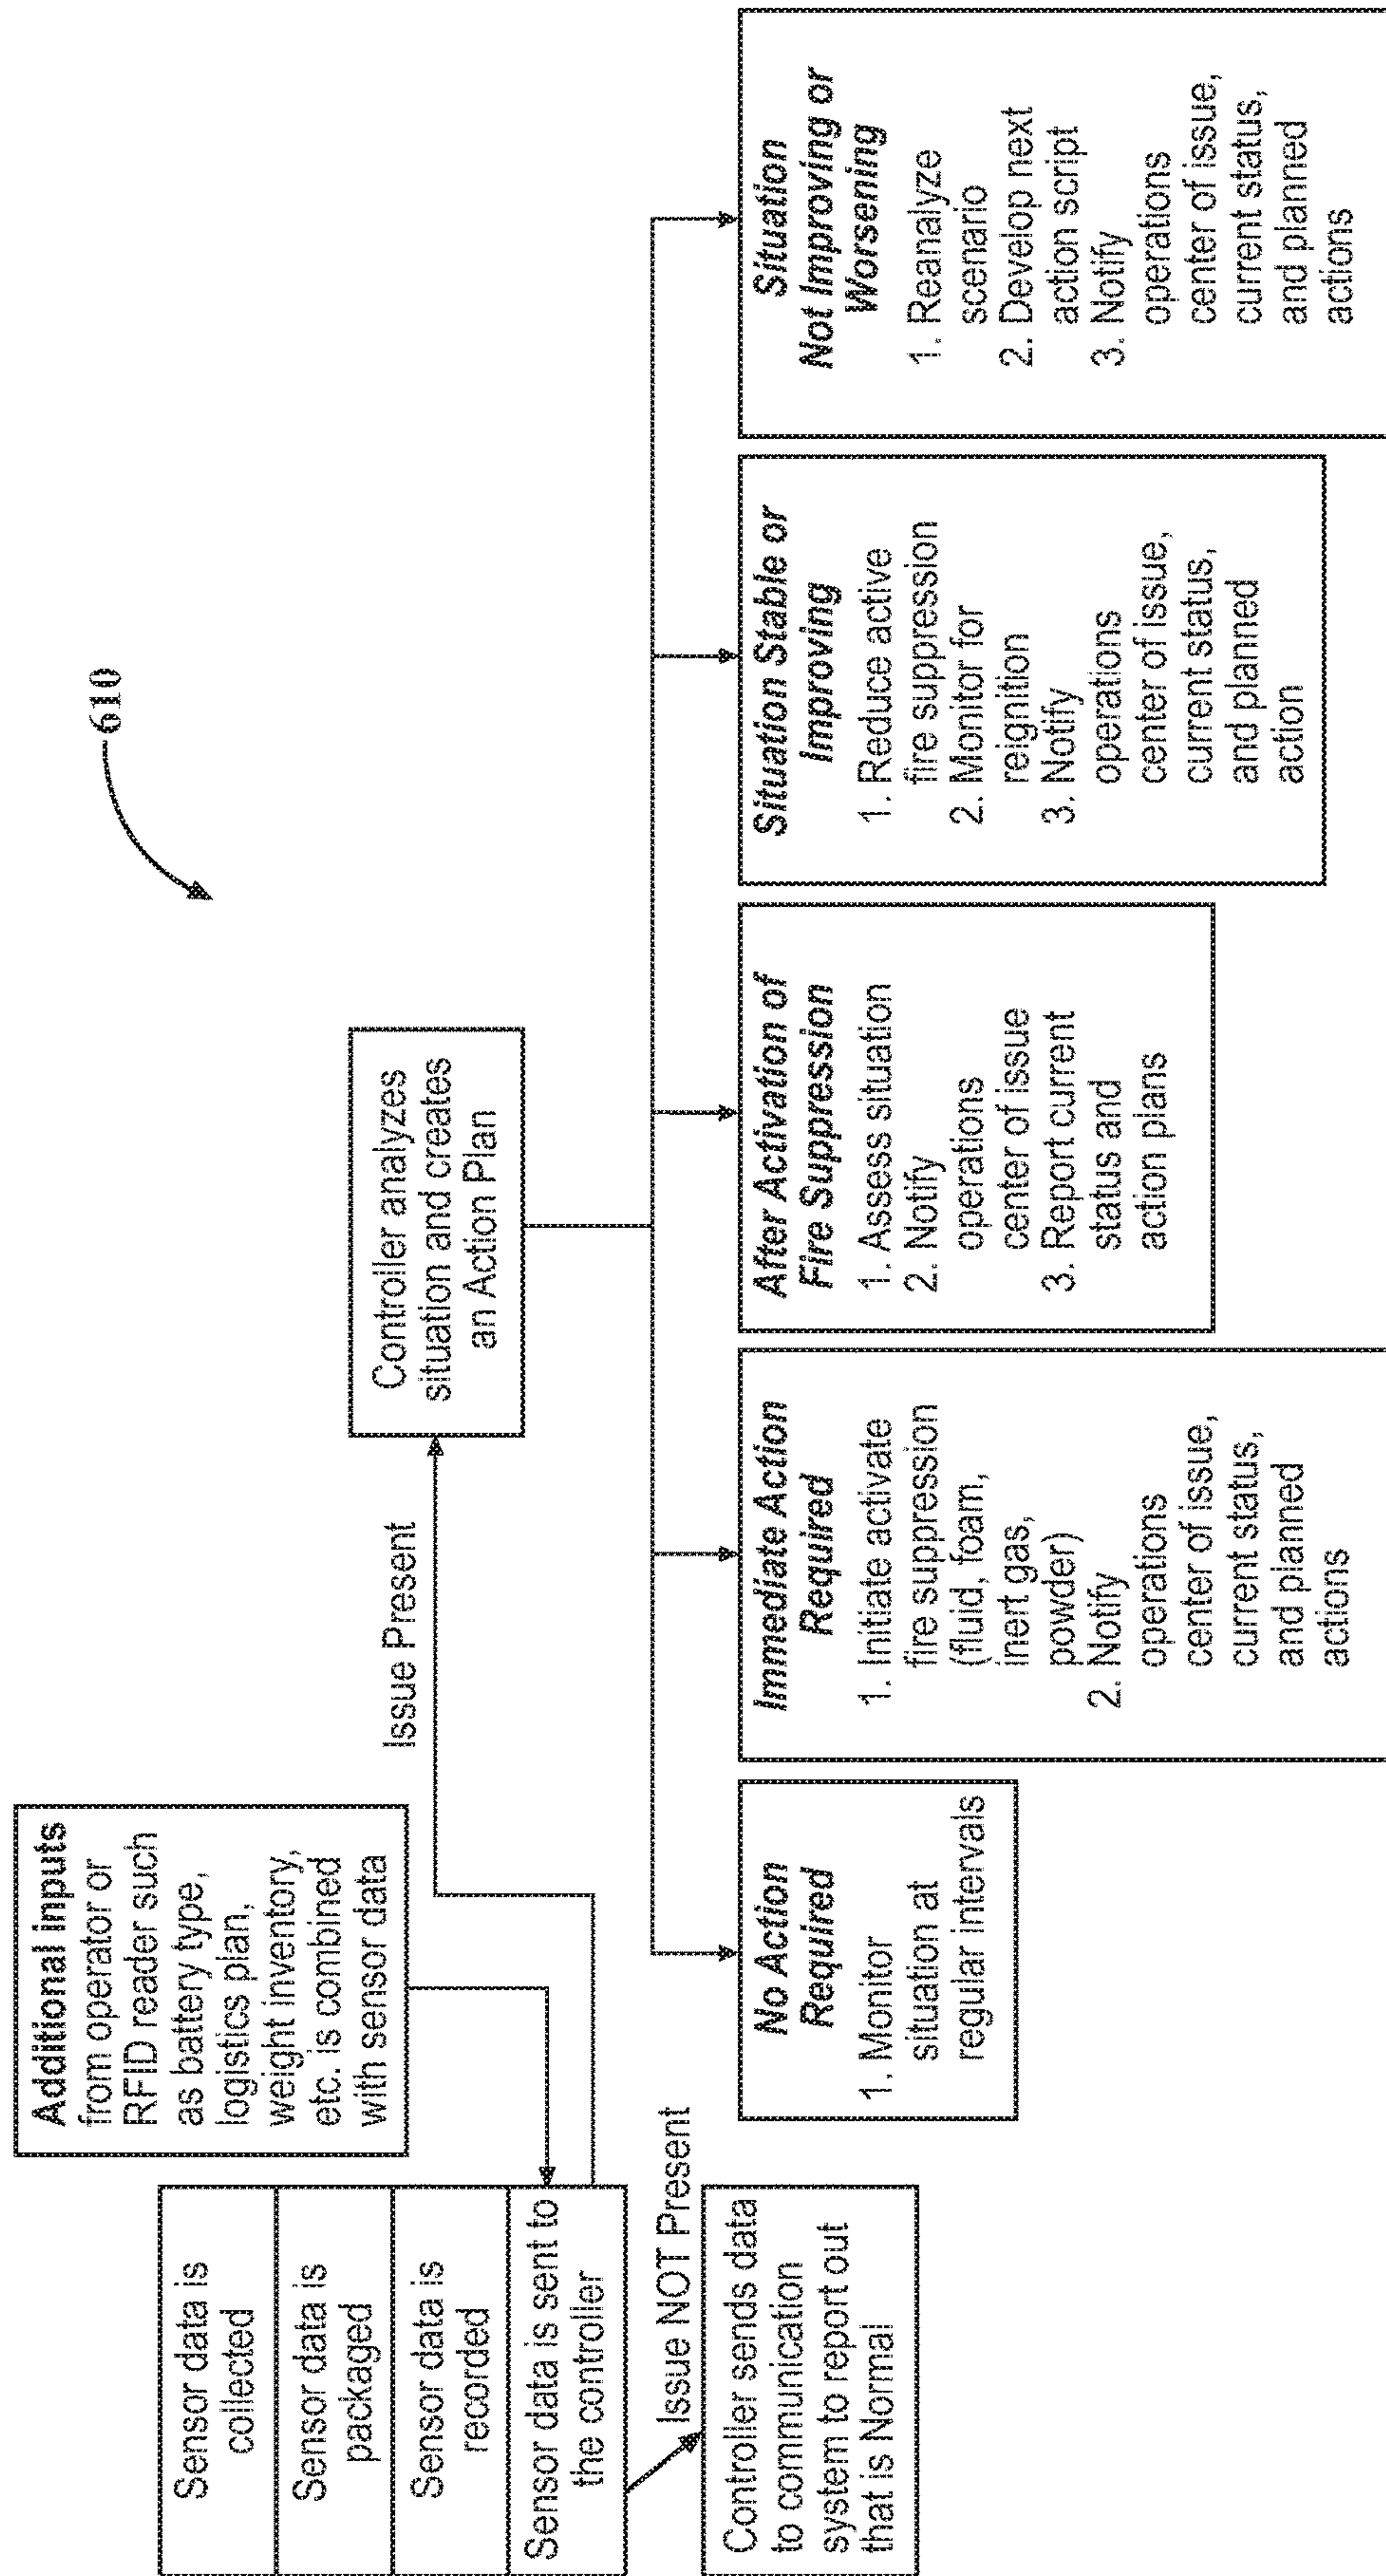 610
Additional inputs
from operator or
RFID reader such
as battery type,
logistics plan,
weight inventory,
etc. is combined
with sensor data
Sensor data is
collected
Sensor data is
packaged
Sensor data is
recorded
Sensor data is sent to
the controller
Issue NOT Present
Controller sends data
to communication
system to report out
that is Normal
Issue Present
Controller analyzes
situation and creates
an Action Plan
No Action
Required
1. Monitor
situation at
regular intervals
Immediate Action
Required
1. Initiate activate
fire suppression
(fluid, foam,
inert gas,
powder)
2. Notify
operations
center of issue,
current status,
and planned
actions
After Activation of
Fire Suppression
1. Assess situation
2. Notify
operations
center of issue
3. Report current
status and
action plans
Situation Stable or
Improving
1. Reduce active
fire suppression
2. Monitor for
reignition
3. Notify
operations
center of issue,
current status,
and planned
action
Situation
Not Improving or
Worsening
1. Reanalyze
scenario
2. Develop next
action script
3. Notify
operations
center of issue,
current status,
and planned
actions